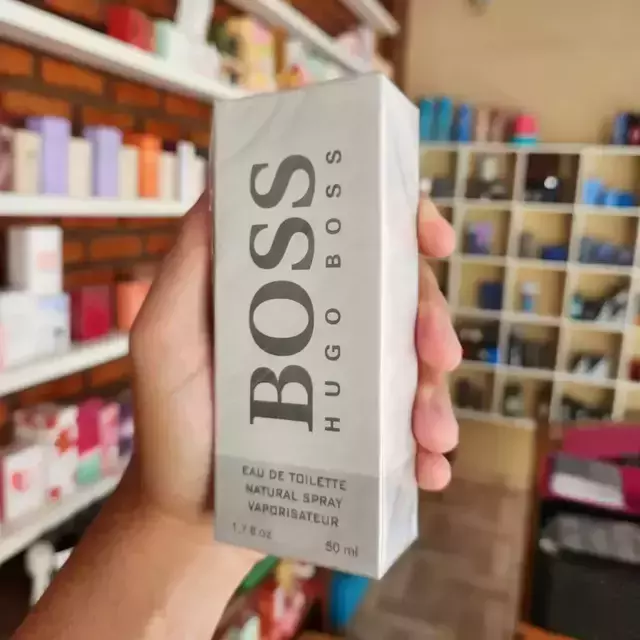 BOSS
HUGO BOSS
EAU DE TOILETTE
NATURAL SPRAY
VAPORISATEUR
1.7 fl oz 50 ml